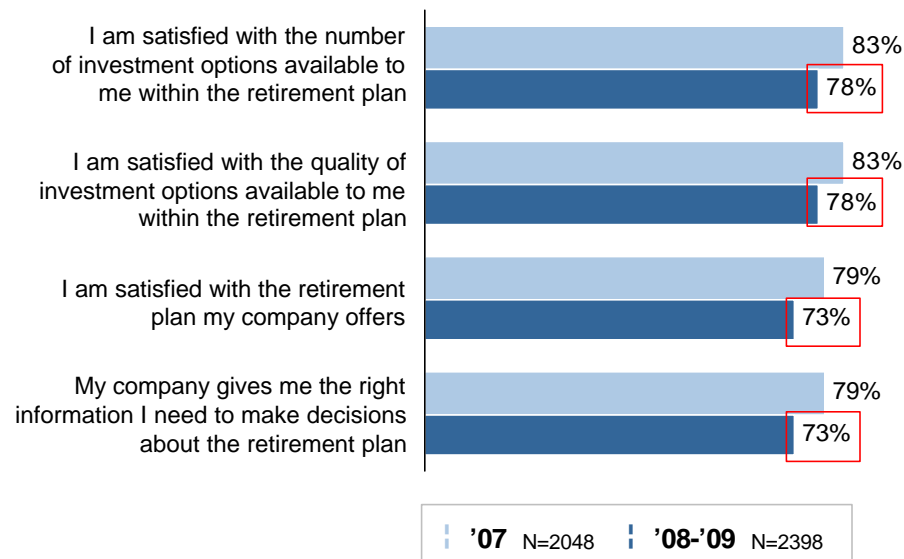 I am satisfied with the number
of investment options available to
me within the retirement plan
83%
78%
I am satisfied with the quality of
investment options available to me
within the retirement plan
83%
78%
I am satisfied with the retirement
plan my company offers
79%
73%
My company gives me the right
information I need to make decisions
about the retirement plan
79%
73%
’07 N=2048 ’08-’09 N=2398